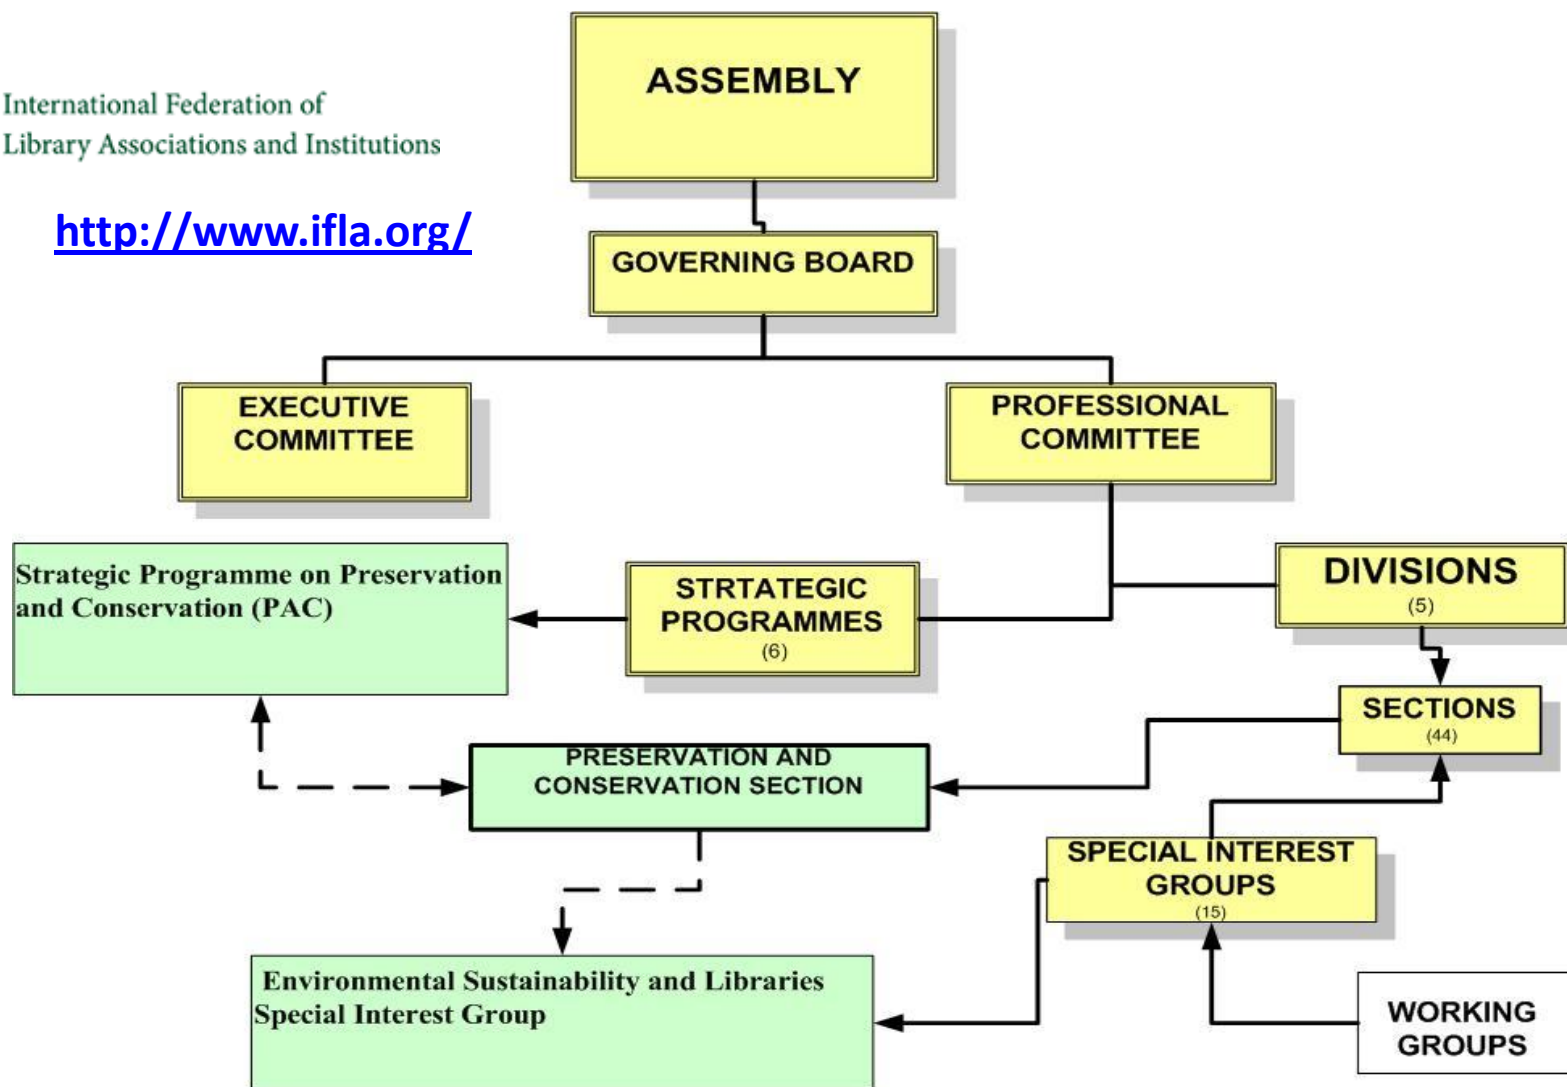 ASSEMBLY
International Federation of
Library Associations and Institutions
http://www.ifla.org/
GOVERNING BOARD
EXECUTIVE
COMMITTEE
PROFESSIONAL
COMMITTEE
Strategic Programme on Preservation
and Conservation (PAC)
STRTATEGIC
PROGRAMMES
(6)
DIVISIONS
(5)
SECTIONS
(44)
PRESERVATION AND
CONSERVATION SECTION
SPECIAL INTEREST
GROUPS
(15)
Environmental Sustainability and Libraries
Special Interest Group
WORKING
GROUPS